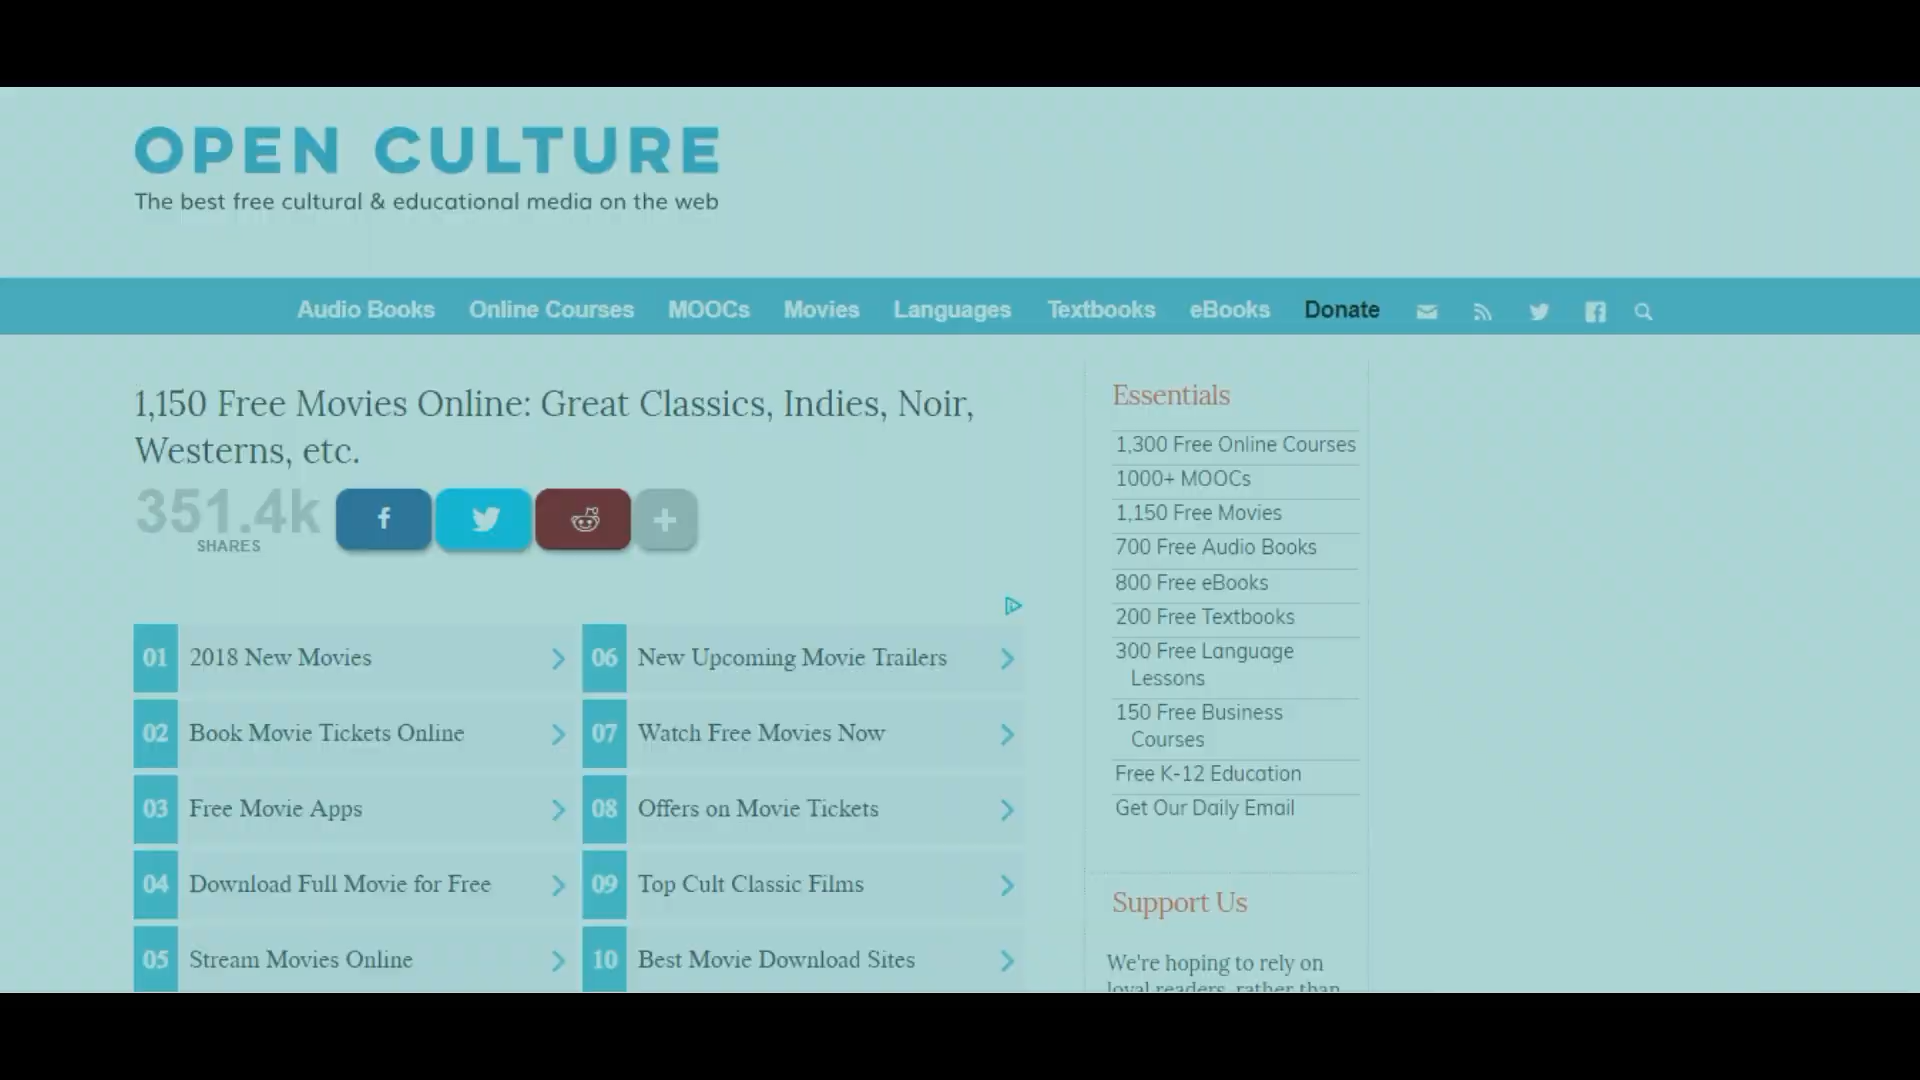 OPEN CULTURE
The best free cultural & educational media on the web
Audio Books Online Courses MOOCs Movies Languages Textbooks eBooks Donate
1,150 Free Movies Online: Great Classics, Indies, Noir,
Westerns, etc.
351.4k
SHARES
01 2018 New Movies
02 Book Movie Tickets Online
03 Free Movie Apps
04 Download Full Movie for Free
05 Stream Movies Online
06 New Upcoming Movie Trailers
07 Watch Free Movies Now
08 Offers on Movie Tickets
09 Top Cult Classic Films
10 Best Movie Download Sites
Essentials
1,300 Free Online Courses
1000+ MOOCs
1,150 Free Movies
700 Free Audio Books
800 Free eBooks
200 Free Textbooks
300 Free Language
Lessons
150 Free Business
Courses
Free K-12 Education
Get Our Daily Email
Support Us
We're hoping to rely on
loyal readers, rather than